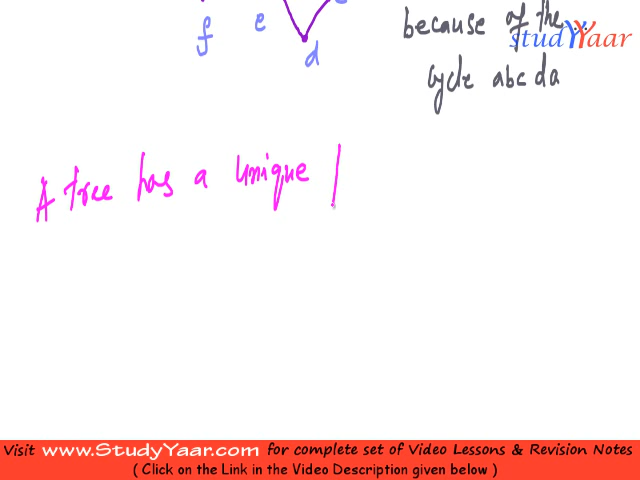 because of the
studYYaar
f
e
d
cycle abcda
A tree has a unique
Visit www.StudyYaar.com for complete set of Video Lessons & Revision Notes
( Click on the Link in the Video Description given below )